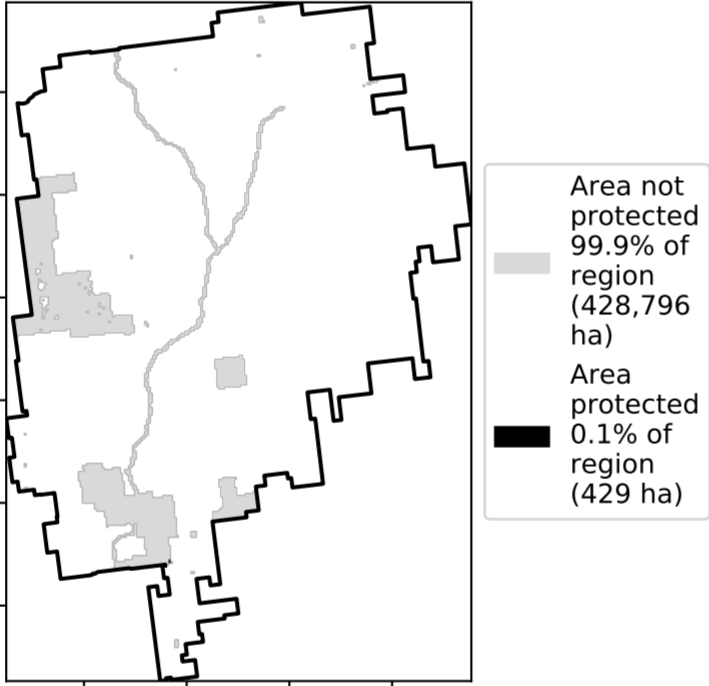 Area not
protected
99.9% of
region
(428,796
ha)
Area
protected
0.1% of
region
(429 ha)